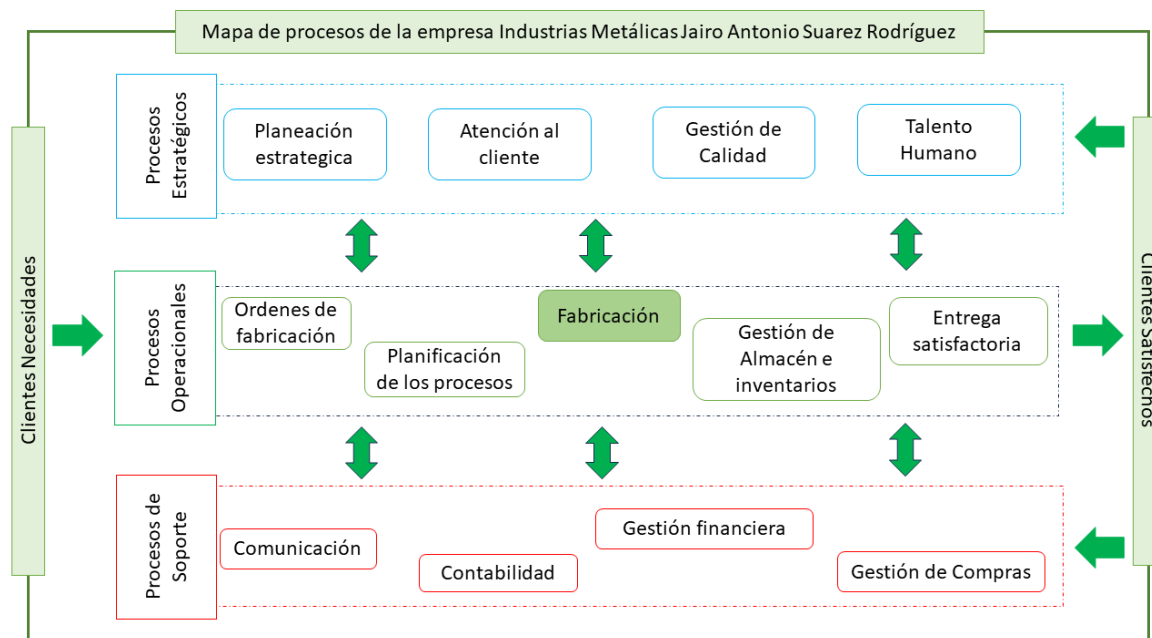 Mapa de procesos de la empresa Industrias Metálicas Jairo Antonio Suarez Rodríguez
Clientes Necesidades
Procesos
Estratégicos
Planeación
estrategica
Atención al
cliente
Gestión de
Calidad
Talento
Humano
Procesos
Operacionales
Ordenes de
fabricación
Planificación
de los procesos
Fabricación
Gestión de
Almacén e
inventarios
Entrega
satisfactoria
Procesos de
Soporte
Comunicación
Contabilidad
Gestión financiera
Gestión de Compras
Clientes Satisfechos